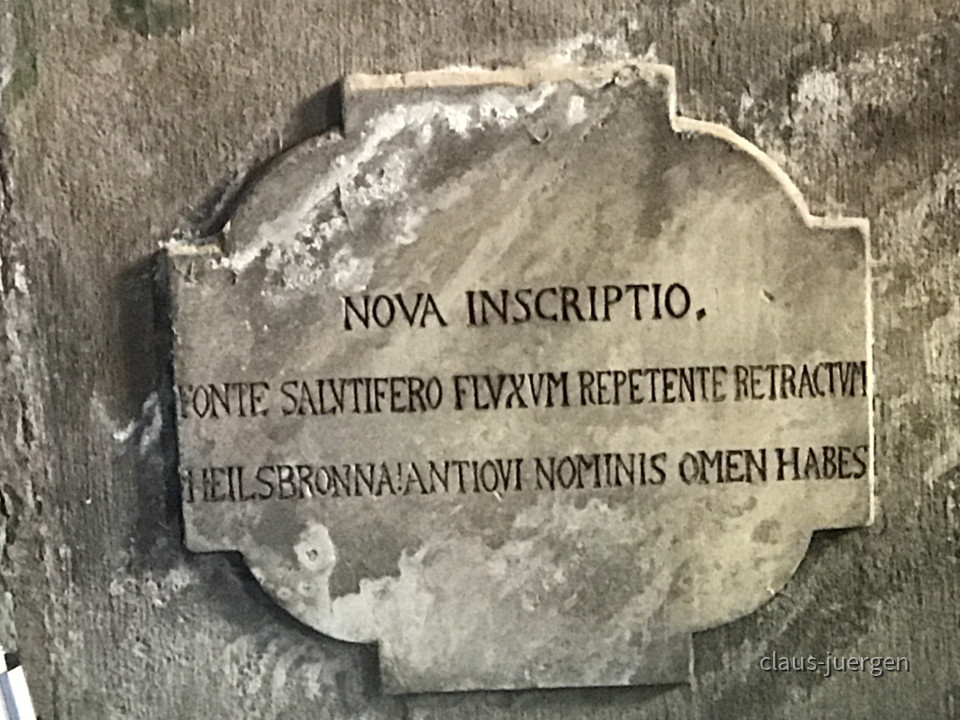 NOVA INSCRIPTIO.
FONTE SALVTIFERO FLVXVM REPETENTE RETRACTVM
HEILSBRONNA!ANTIQVI NOMINIS OMEN HABES
claus-juergen